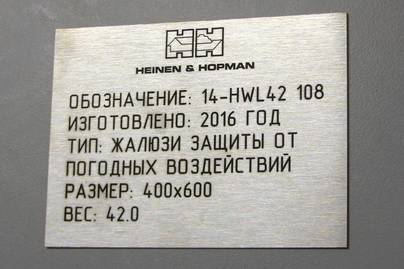 HEINEN & HOPMAN
ОБОЗНАЧЕНИЕ: 14-HWL42 108
ИЗГОТОВЛЕНО: 2016 ГОД
ТИП: ЖАЛЮЗИ ЗАЩИТЫ ОТ
ПОГОДНЫХ ВОЗДЕЙСТВИЙ
РАЗМЕР: 400x600
ВЕС: 42.0